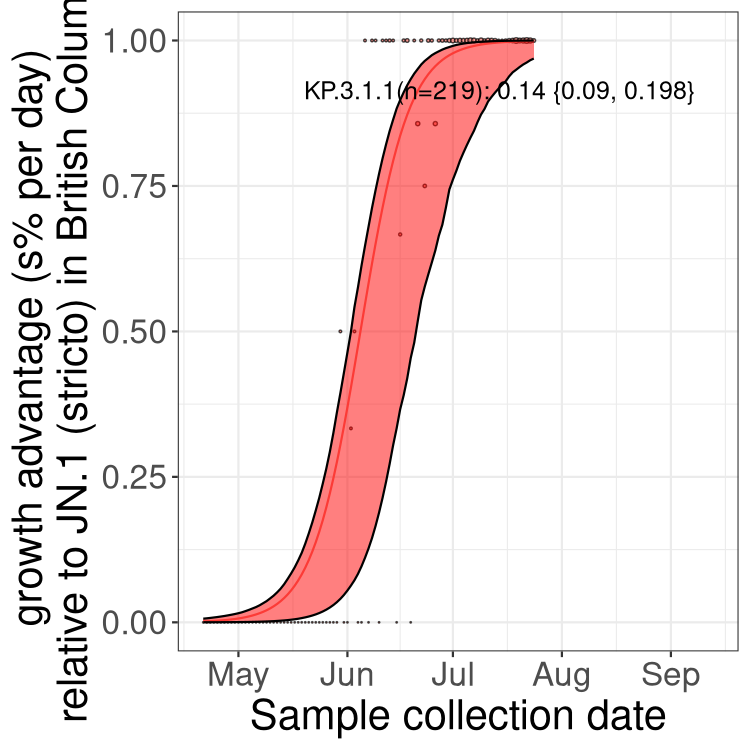 growth advantage (s% per day)
relative to JN.1 (stricto) in British Colum
1.00
0.75
0.50
0.25
0.00
KP.3.1.1(n=219): 0.14 {0.09, 0.198}
May Jun Jul Aug Sep
Sample collection date